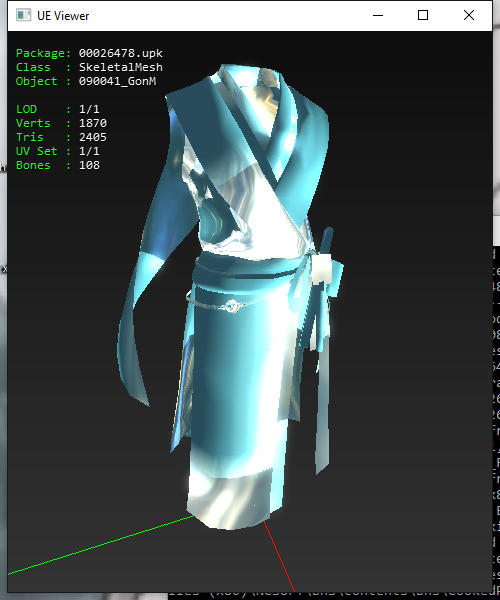 UE Viewer
Package: 00026478.upk
Class : SkeletalMesh
Object : 090041_GonM
LOD : 1/1
Verts : 1870
Tris : 2405
UV Set : 1/1
Bones : 108